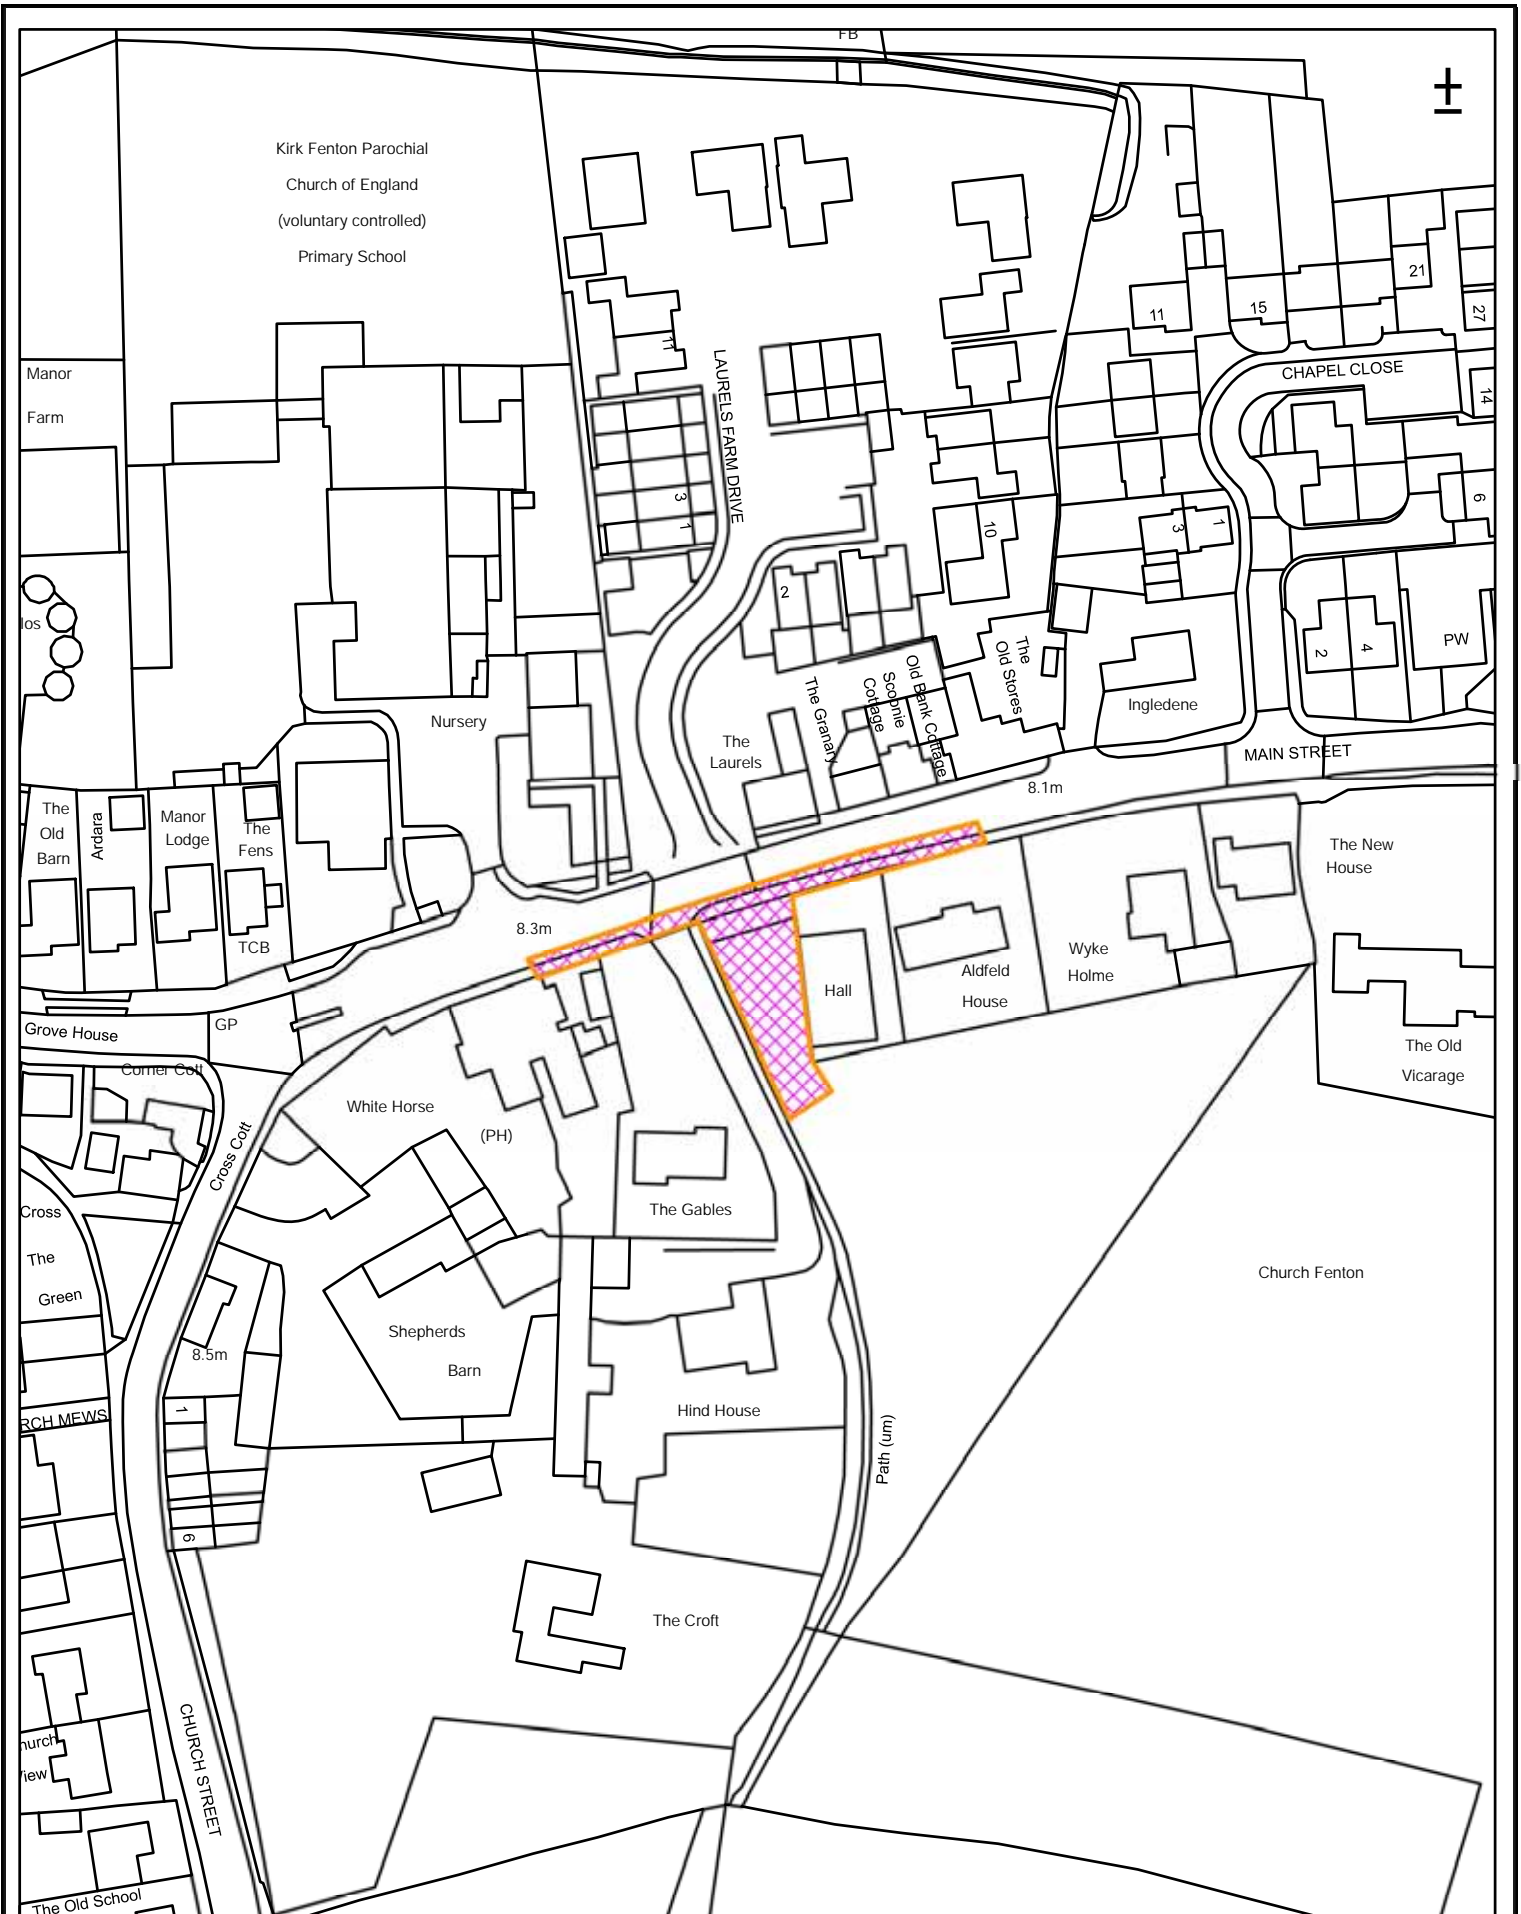 FB
±
Kirk Fenton Parochial
Church of England
(voluntary controlled)
Primary School
21
11
15
27
11
LAURELS FARM DRIVE
CHAPEL CLOSE
14
Manor
Farm
3
1
10
3
1
6
2
los
The
Old Stores
2
4
PW
Old Bank Cottage
Scoonie
Cottage
The Granary
Ingledene
Nursery
The
Laurels
MAIN STREET
8.1m
The
Old
Barn
Ardara
Manor
Lodge
The
Fens
The New
House
8.3m
TCB
Wyke
Holme
Aldfeld
House
Hall
GP
Grove House
The Old
Vicarage
Corner Cott
White Horse
(PH)
Cross Cott
Cross
The Gables
The
Green
Church Fenton
Shepherds
Barn
8.5m
1
RCH MEWS
Hind House
Path (um)
6
The Croft
CHURCH STREET
hurch
View
The Old School